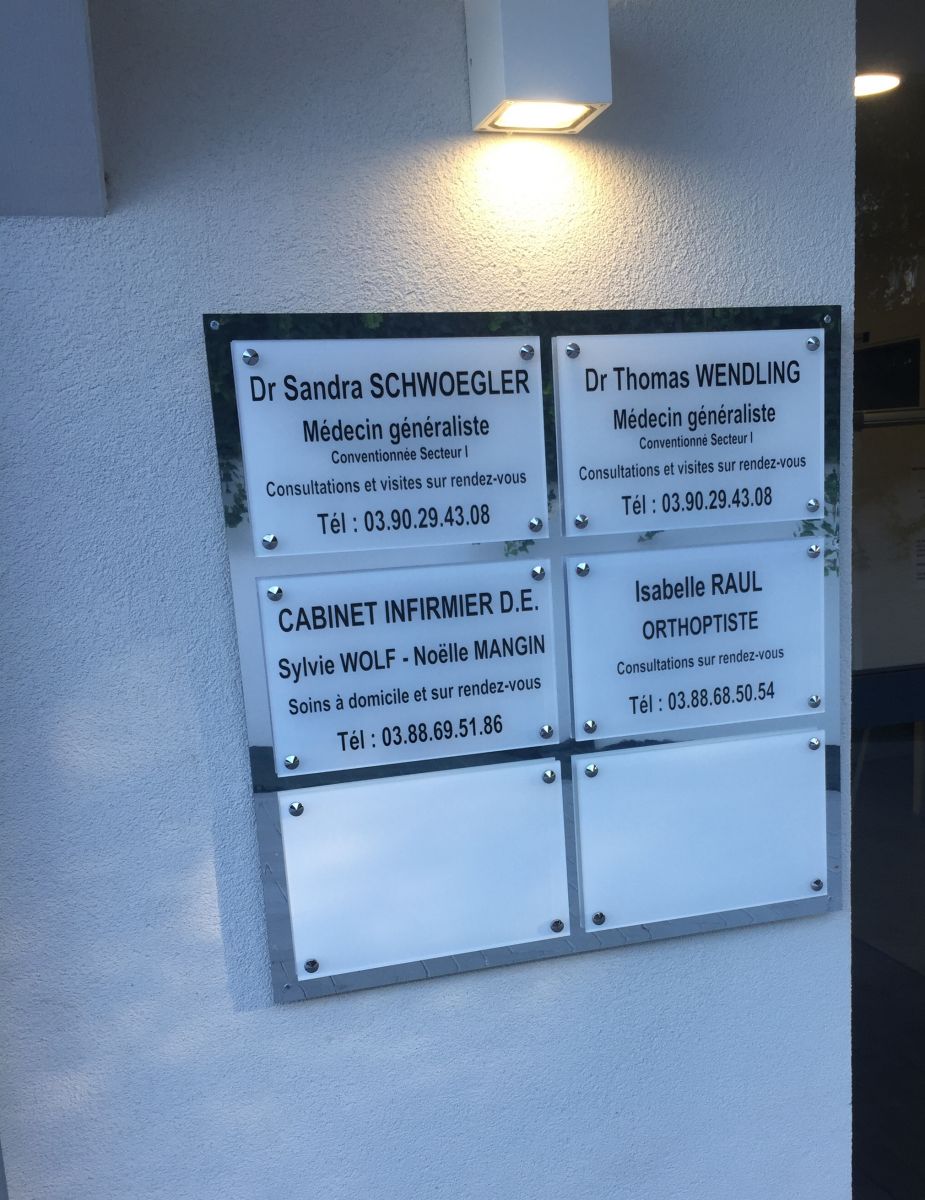 Dr Sandra SCHWOEGLER
Médecin généraliste
Conventionnée Secteur I
Consultations et visites sur rendez-vous
Tél : 03.90.29.43.08
Dr Thomas WENDLING
Médecin généraliste
Conventionné Secteur I
Consultations et visites sur rendez-vous
Tél : 03.90.29.43.08
CABINET INFIRMIER D.E.
Sylvie WOLF - Noëlle MANGIN
Soins à domicile et sur rendez-vous
Tél : 03.88.69.51.86
Isabelle RAUL
ORTHOPTISTE
Consultations sur rendez-vous
Tél : 03.88.68.50.54